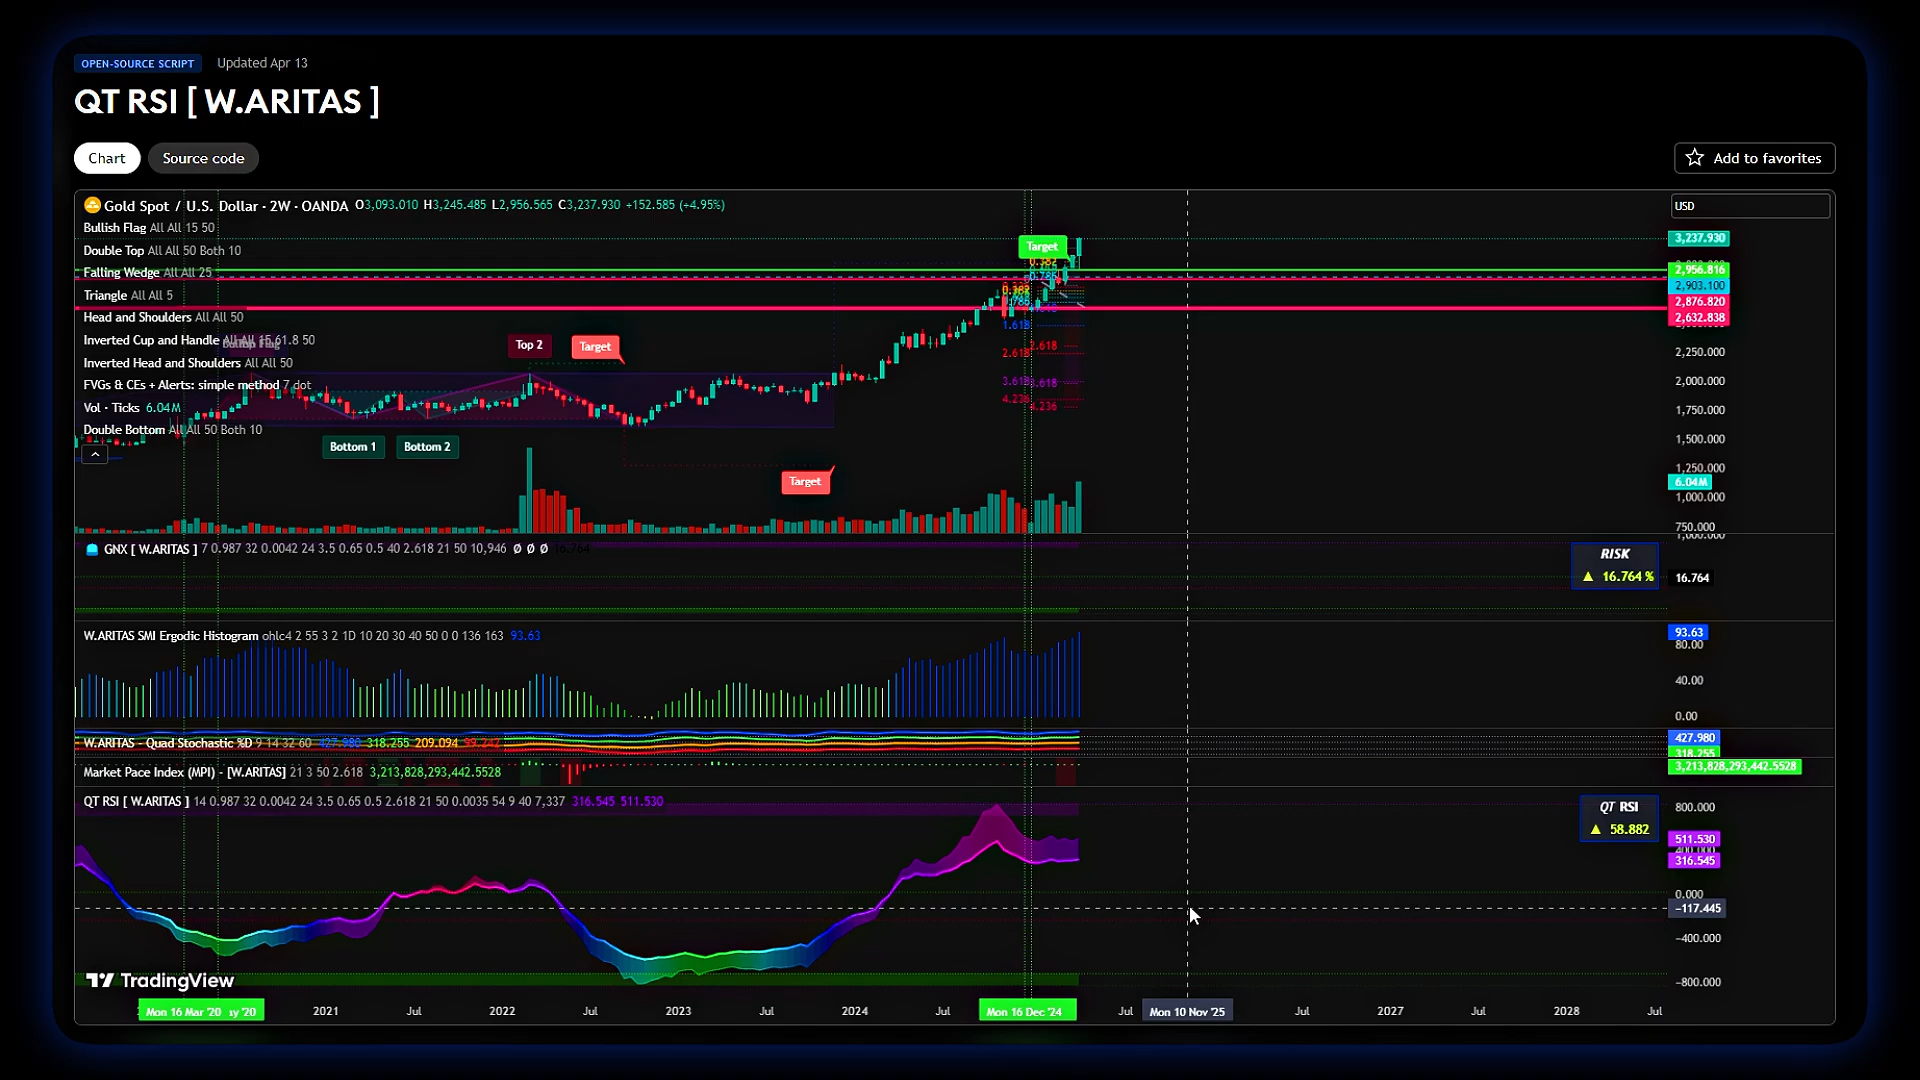 OPEN-SOURCE SCRIPT Updated Apr 13
QT RSI [ W.ARITAS ]
Chart Source code Add to favorites
Gold Spot / U.S. Dollar · 2W · OANDA O3,093.010 H3,245.485 L2,956.565 C3,237.930 +152.585 (+4.95%) USD
Bullish Flag All All 15 50
3,237.930
Target
Double Top All All 50 Both 10
2,956.816
Falling Wedge All All 25
2,903.100
Triangle All All 5
2,876.820
Head and Shoulders All All 50
2,632.838
1.618
Inverted Cup and Handle All All 15 61.8 50
Top 2 Target
2.618 2.618
2,250.000
Inverted Head and Shoulders All All 50
FVGs & CEs + Alerts: simple method 7 dot
3.618 3.618
2,000.000
4.236 4.236
Vol · Ticks 6.04M
1,750.000
Double Bottom All All 50 Both 10
1,500.000
Bottom 1 Bottom 2
1,250.000
Target
6.04M
1,000.000
750.000
GNX [ W.ARITAS ] 7 0.987 32 0.0042 24 3.5 0.65 0.5 40 2.618 21 50 10,946 Ø Ø Ø 16.764
RISK
▲ 16.764 % 16.764
W.ARITAS SMI Ergodic Histogram ohlc4 2 55 3 2 1D 10 20 30 40 50 0 0 136 163 93.63
93.63
80.00
40.00
0.00
W.ARITAS - Quad Stochastic %D 9 14 32 60 427.980 318.255 209.094 99.242
427.980
318.255
Market Pace Index (MPI) - [W.ARITAS] 21 3 50 2.618 3,213,828,293,442.5528
3,213,828,293,442.5528
QT RSI [ W.ARITAS ] 14 0.987 32 0.0042 24 3.5 0.65 0.5 2.618 21 50 0.0035 54 9 40 7,337 316.545 511.530
QT RSI
▲ 58.882
800.000
511.530
316.545
0.000
−117.445
−400.000
−800.000
TradingView
Mon 16 Mar '20 2021 Jul 2022 Jul 2023 Jul 2024 Jul Mon 16 Dec '24 Jul Mon 10 Nov '25 Jul 2027 Jul 2028 Jul